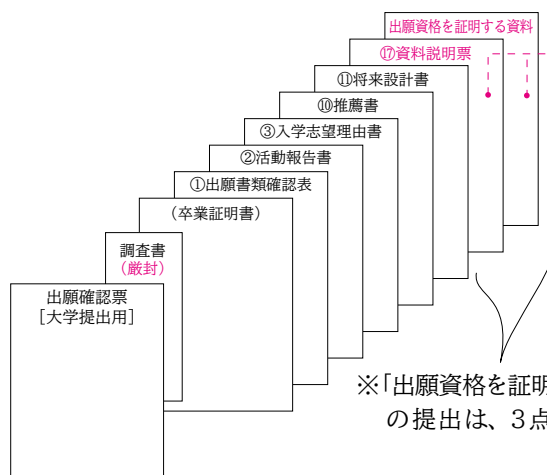 出願資格を証明する資料
⑰資料説明票
⑪将来設計書
⑩推薦書
③入学志望理由書
②活動報告書
①出願書類確認表
(卒業証明書)
調査書
(厳封)
出願確認票
[大学提出用]
※「出願資格を証明
の提出は、3点